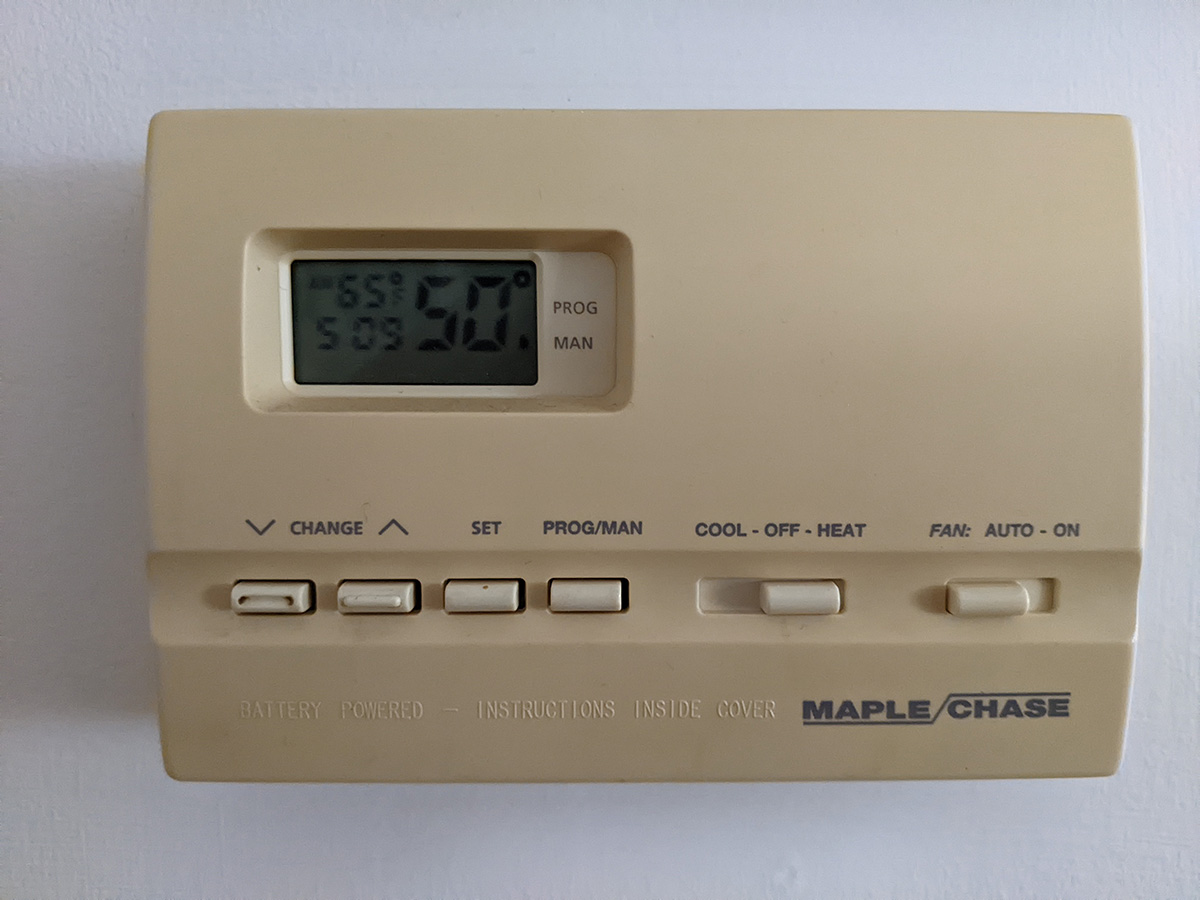 AM 65°F 50°
5 09
PROG
MAN
CHANGE SET PROG/MAN COOL - OFF - HEAT FAN: AUTO - ON
BATTERY POWERED — INSTRUCTIONS INSIDE COVER MAPLE/CHASE